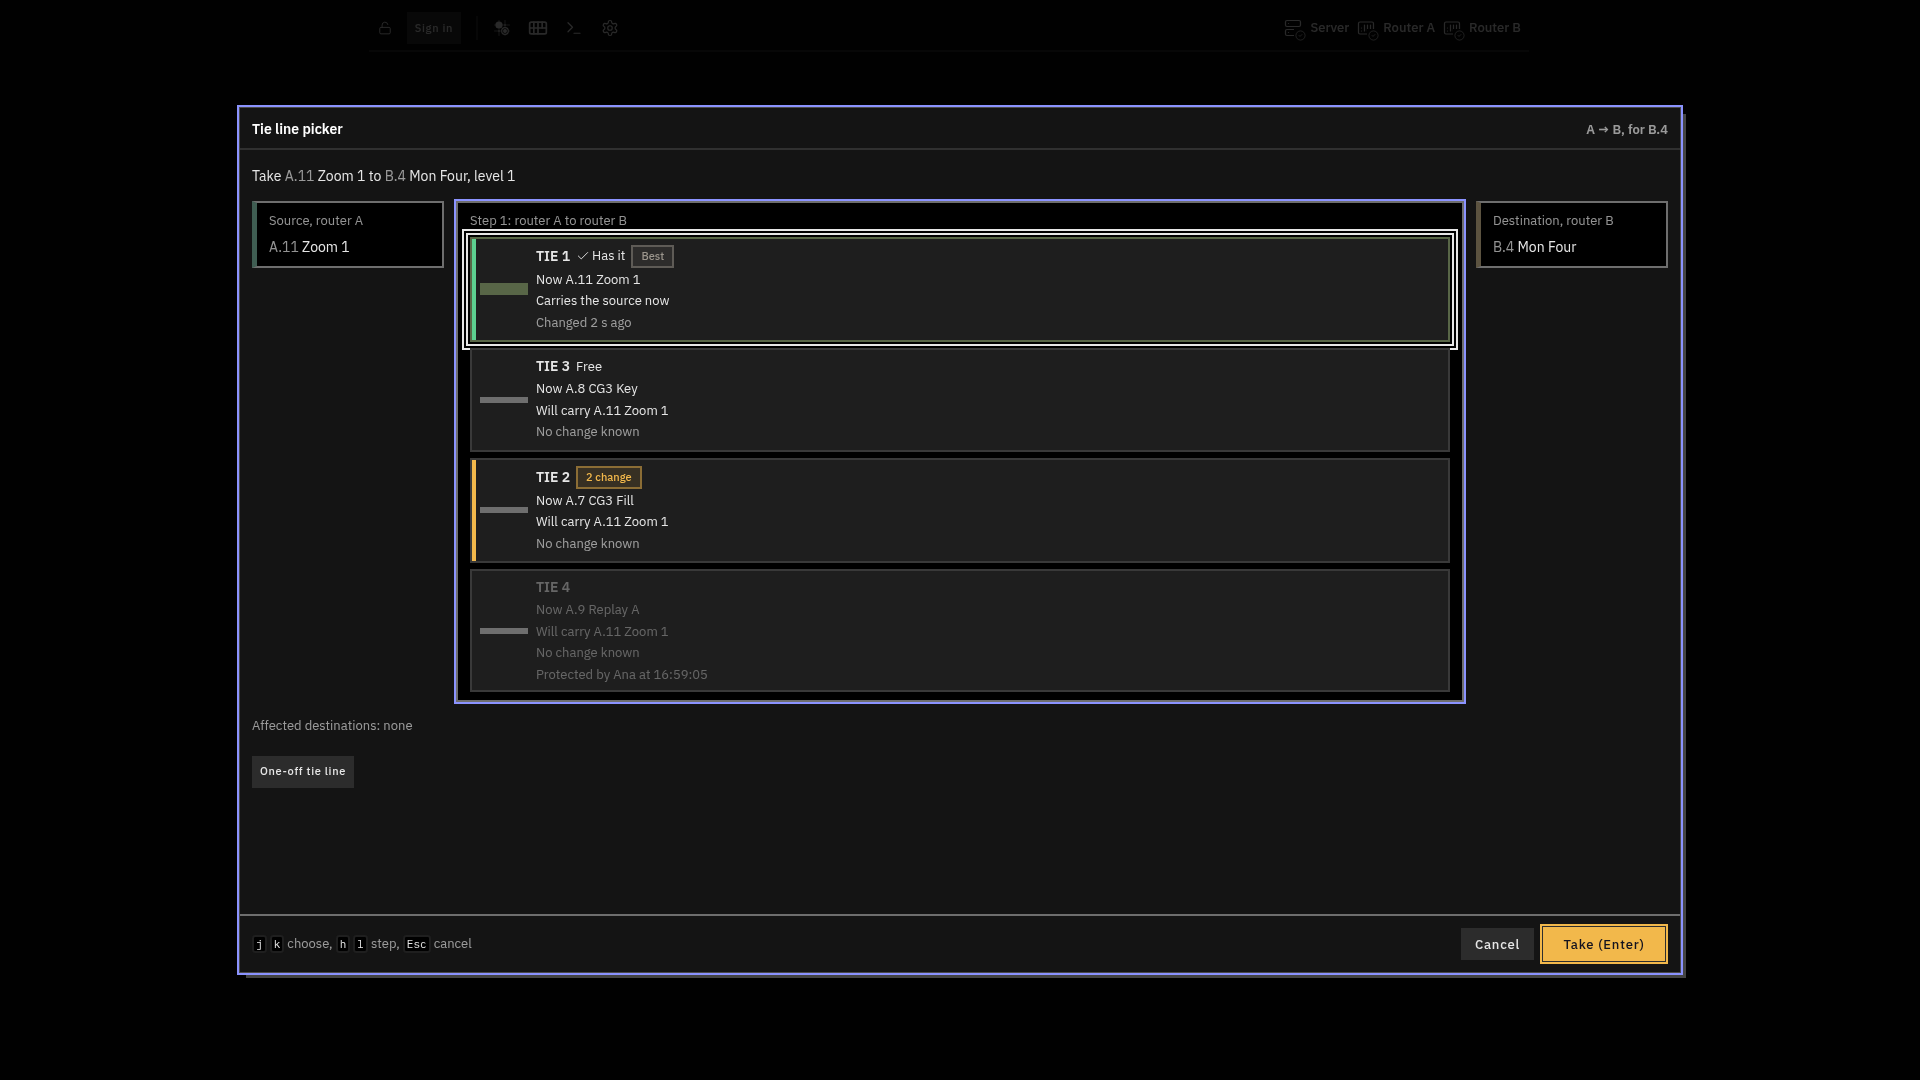 Sign in
Server Router A Router B
Tie line picker
A → B, for B.4
Take A.11 Zoom 1 to B.4 Mon Four, level 1
Source, router A
A.11 Zoom 1
Step 1: router A to router B
TIE 1 ✓ Has it Best
Now A.11 Zoom 1
Carries the source now
Changed 2 s ago
TIE 3 Free
Now A.8 CG3 Key
Will carry A.11 Zoom 1
No change known
TIE 2 2 change
Now A.7 CG3 Fill
Will carry A.11 Zoom 1
No change known
TIE 4
Now A.9 Replay A
Will carry A.11 Zoom 1
No change known
Protected by Ana at 16:59:05
Destination, router B
B.4 Mon Four
Affected destinations: none
One-off tie line
j k choose, h l step, Esc cancel
Cancel
Take (Enter)